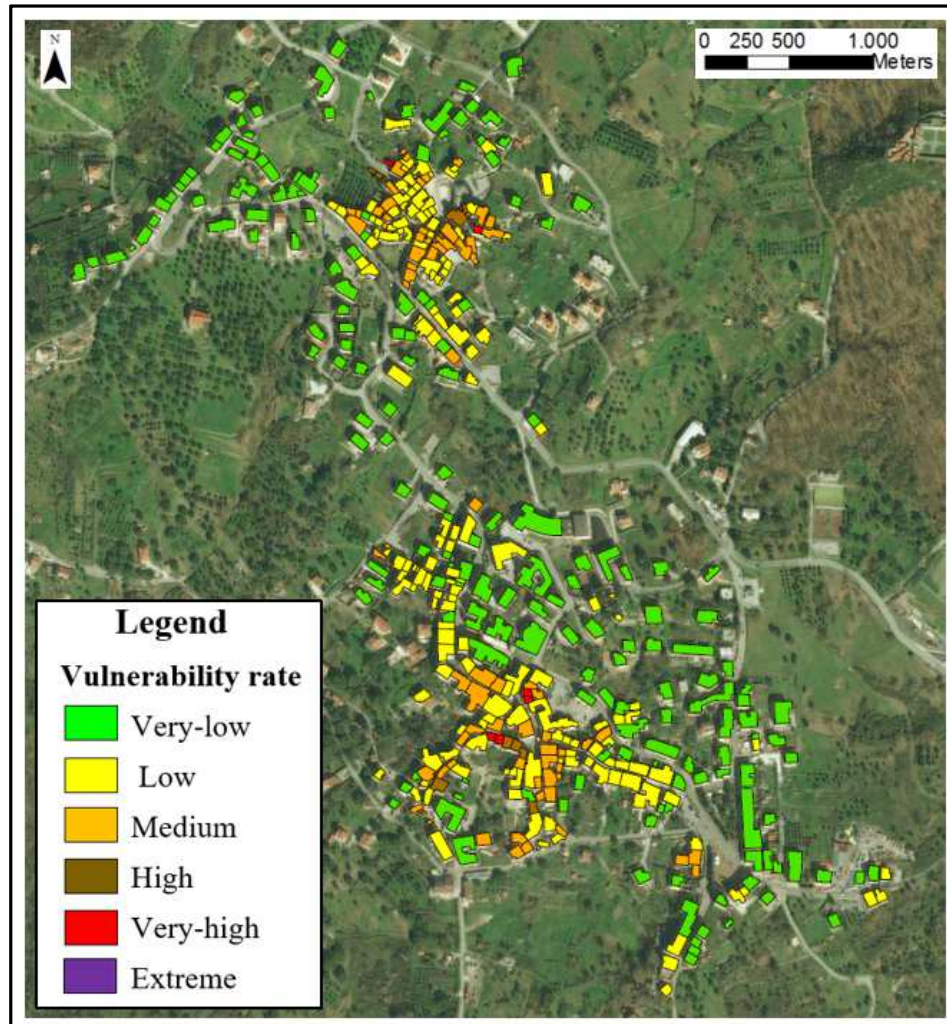 N
0 250 500 1.000
Meters
Legend
Vulnerability rate
Very-low
Low
Medium
High
Very-high
Extreme